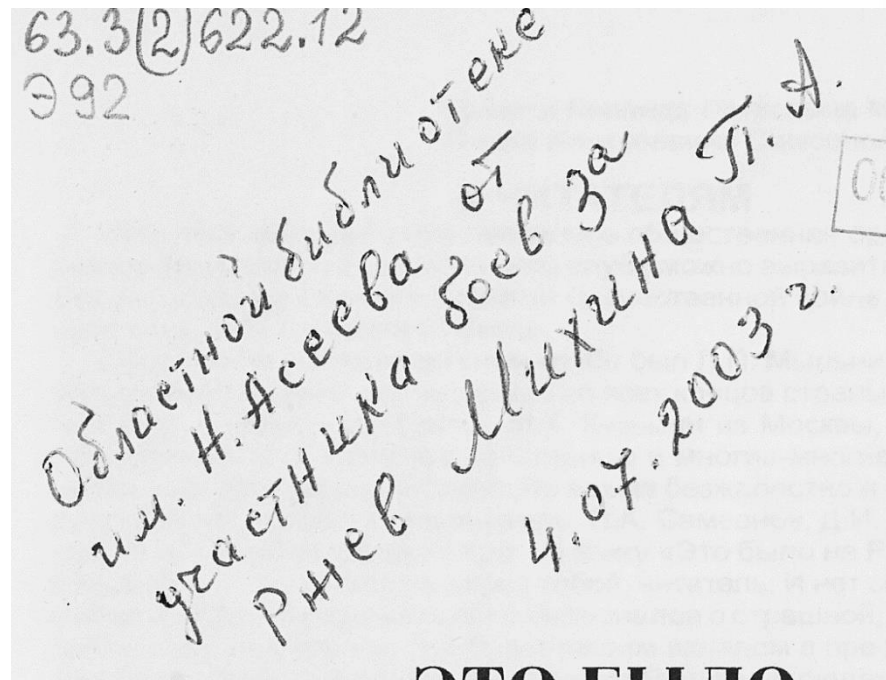 63.3(2)622.12
Э92
Областной библиотеке
им Н.Асеева от
участника боев за
Ржев Михина П.А.
4.07.2003 г.
ЭТО БЫЛО